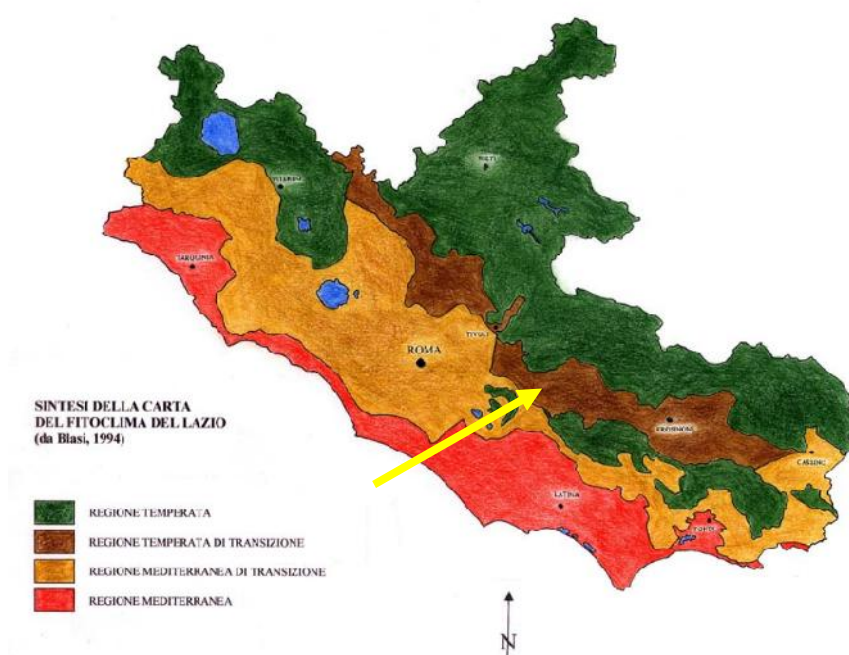 RIETI
VITERBO
TARQUINIA
TIVOLI
ROMA
FROSINONE
CASSINO
LATINA
SINTESI DELLA CARTA
DEL FITOCLIMA DEL LAZIO
(da Blasi, 1994)
REGIONE TEMPERATA
REGIONE TEMPERATA DI TRANSIZIONE
REGIONE MEDITERRANEA DI TRANSIZIONE
REGIONE MEDITERRANEA
N